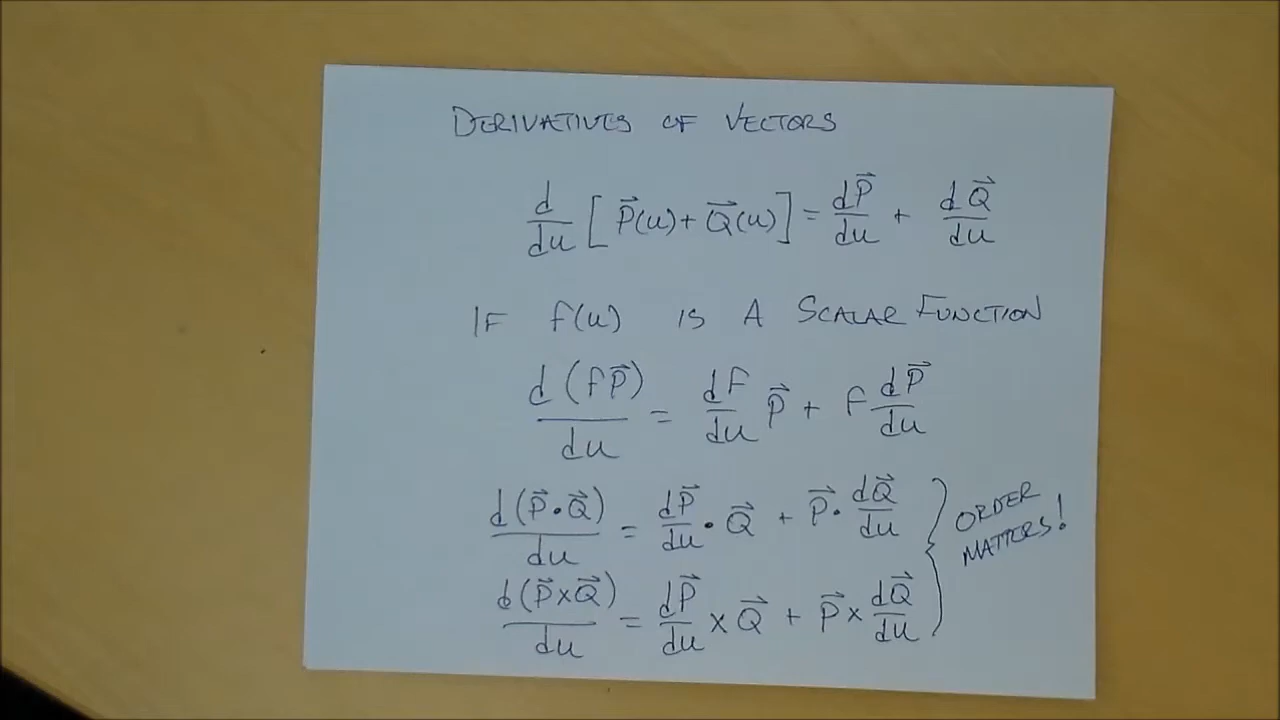 DERIVATIVES OF VECTORS
d/du [P⃗(u) + Q⃗(u)] = dP⃗/du + dQ⃗/du
IF f(u) IS A SCALAR FUNCTION
d(fP⃗)/du = df/du P⃗ + f dP⃗/du
d(P⃗·Q⃗)/du = dP⃗/du · Q⃗ + P⃗ · dQ⃗/du
d(P⃗×Q⃗)/du = dP⃗/du × Q⃗ + P⃗ × dQ⃗/du
} ORDER
MATTERS!